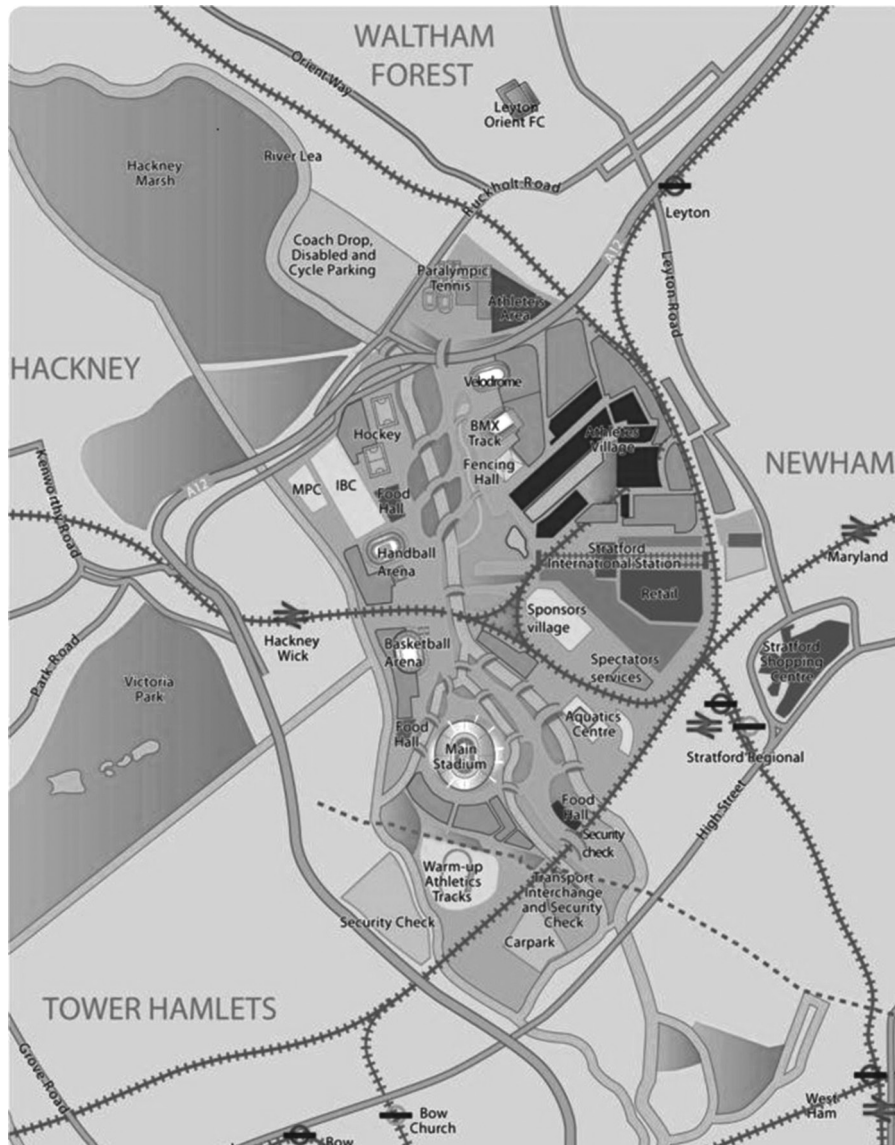 WALTHAM
FOREST
Orient Way
Leyton
Orient FC
River Lea
Hackney
Marsh
Ruckholt Road
Leyton
Coach Drop,
Disabled and
Cycle Parking
A12
Leyton Road
Paralympic
Tennis
Athlete's
Area
HACKNEY
Velodrome
BMX
Track
Hockey
Athletes
Village
Fencing
Hall
NEWHAM
Kenworthy Road
A12
MPC
IBC
Food
Hall
Handball
Arena
Stratford
International Station
Maryland
Retail
Sponsors
village
Hackney
Wick
Basketball
Arena
Spectators
services
Stratford
Shopping
Centre
Park Road
Victoria
Park
Food
Hall
Main
Stadium
Aquatics
Centre
Stratford Regional
High Street
Food
Hall
Security
check
Warm-up
Athletics
Tracks
Transport
Interchange
and Security
Check
Security Check
Carpark
TOWER HAMLETS
Grove Road
Bow
Church
Bow
West
Ham